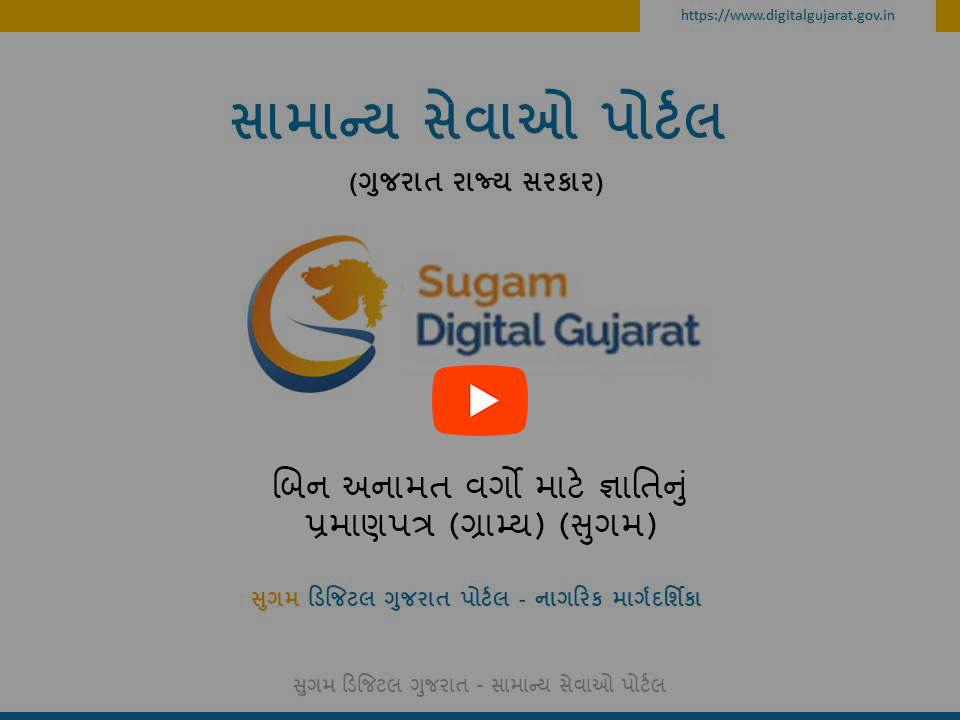 https://www.digitalgujarat.gov.in
સામાન્ય સેવાઓ પોર્ટલ
(ગુજરાત રાજ્ય સરકાર)
Sugam
Digital Gujarat
બિન અનામત વર્ગો માટે જ્ઞાતિનું
પ્રમાણપત્ર (ગ્રામ્ય) (સુગમ)
સુગમ ડિજિટલ ગુજરાત પોર્ટલ - નાગરિક માર્ગદર્શિકા
સુગમ ડિજિટલ ગુજરાત - સામાન્ય સેવાઓ પોર્ટલ